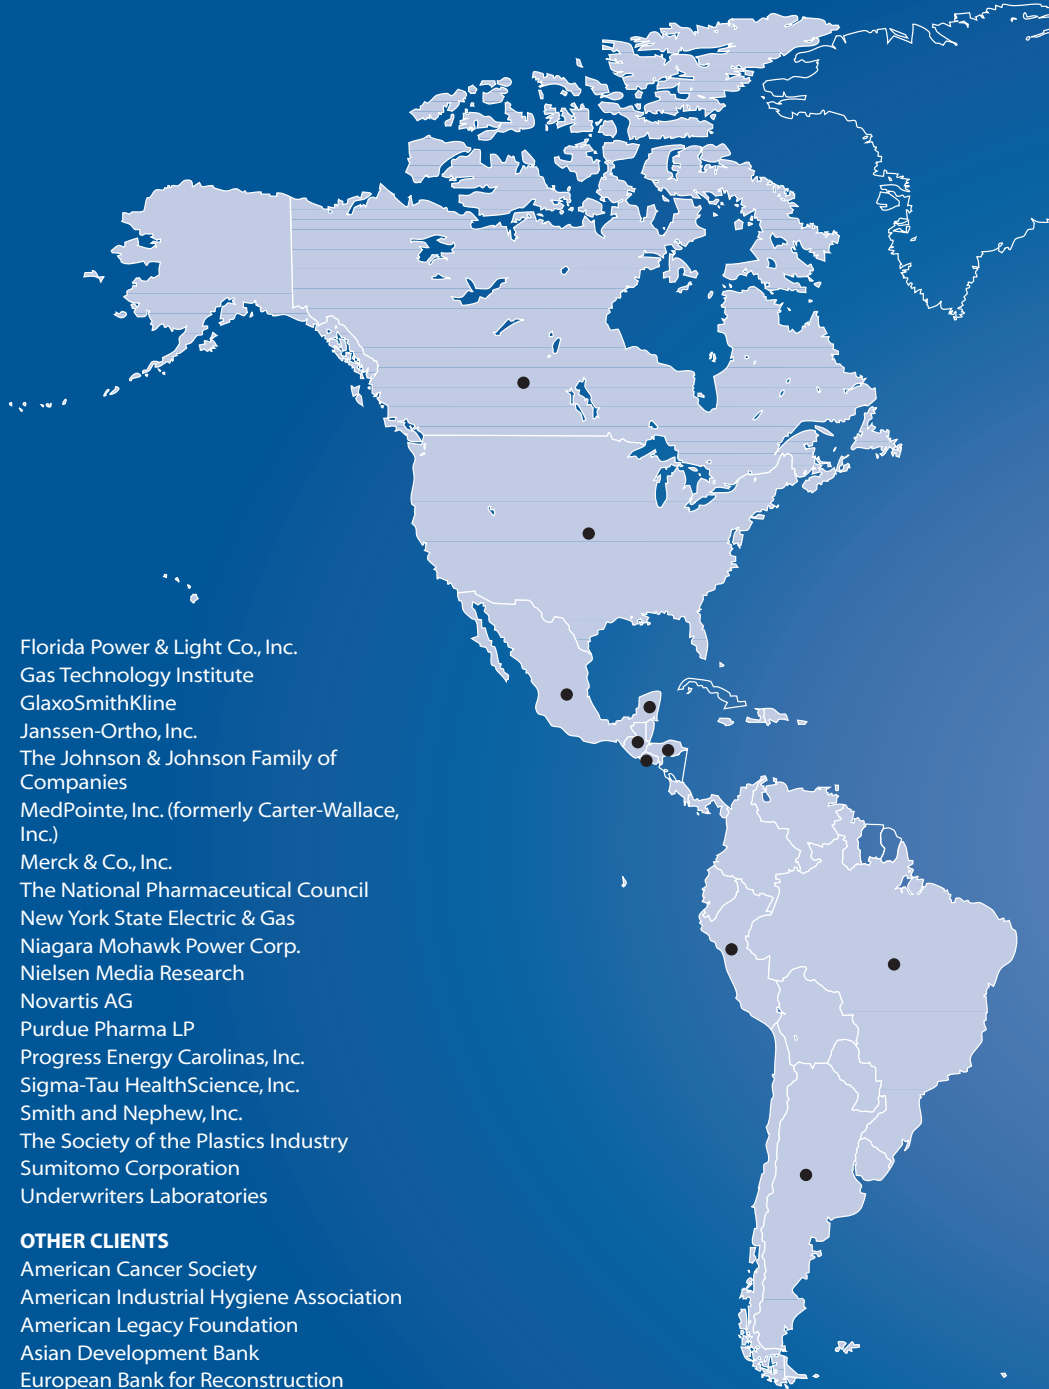 Florida Power & Light Co., Inc.
Gas Technology Institute
GlaxoSmithKline
Janssen-Ortho, Inc.
The Johnson & Johnson Family of
Companies
MedPointe, Inc. (formerly Carter-Wallace,
Inc.)
Merck & Co., Inc.
The National Pharmaceutical Council
New York State Electric & Gas
Niagara Mohawk Power Corp.
Nielsen Media Research
Novartis AG
Purdue Pharma LP
Progress Energy Carolinas, Inc.
Sigma-Tau HealthScience, Inc.
Smith and Nephew, Inc.
The Society of the Plastics Industry
Sumitomo Corporation
Underwriters Laboratories
OTHER CLIENTS
American Cancer Society
American Industrial Hygiene Association
American Legacy Foundation
Asian Development Bank
European Bank for Reconstruction